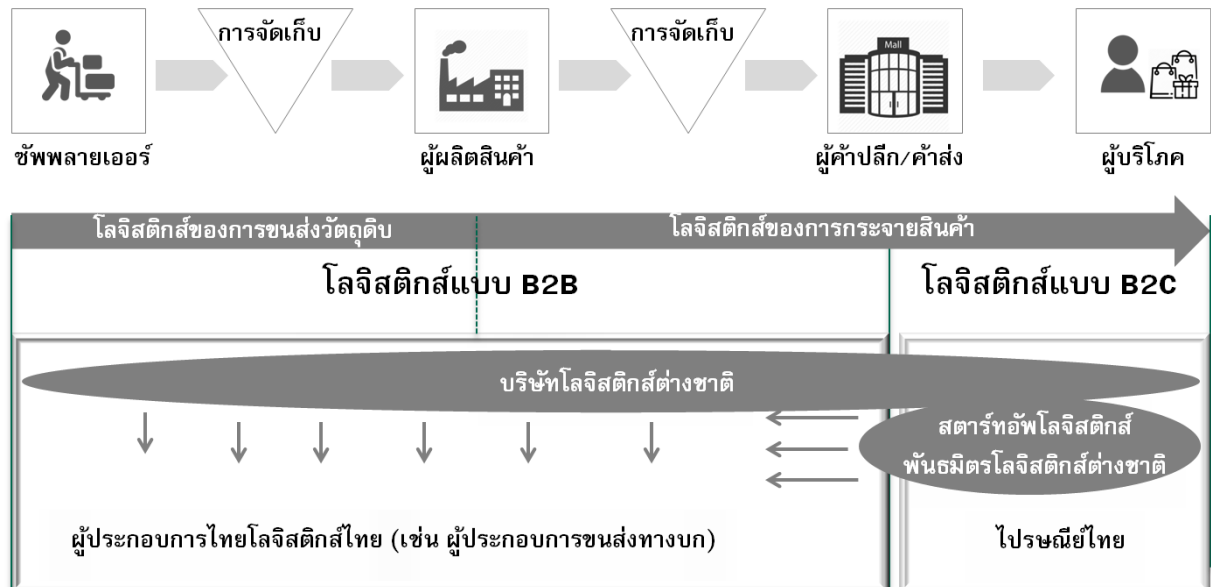 การจัดเก็บ
การจัดเก็บ
Mall
ซัพพลายเออร์
ผู้ผลิตสินค้า
ผู้ค้าปลีก/ค้าส่ง
ผู้บริโภค
โลจิสติกส์ของการขนส่งวัตถุดิบ
โลจิสติกส์ของการกระจายสินค้า
โลจิสติกส์แบบ B2B
โลจิสติกส์แบบ B2C
บริษัทโลจิสติกส์ต่างชาติ
สตาร์ทอัพโลจิสติกส์
พันธมิตรโลจิสติกส์ต่างชาติ
ผู้ประกอบการไทยโลจิสติกส์ไทย (เช่น ผู้ประกอบการขนส่งทางบก)
ไปรษณีย์ไทย